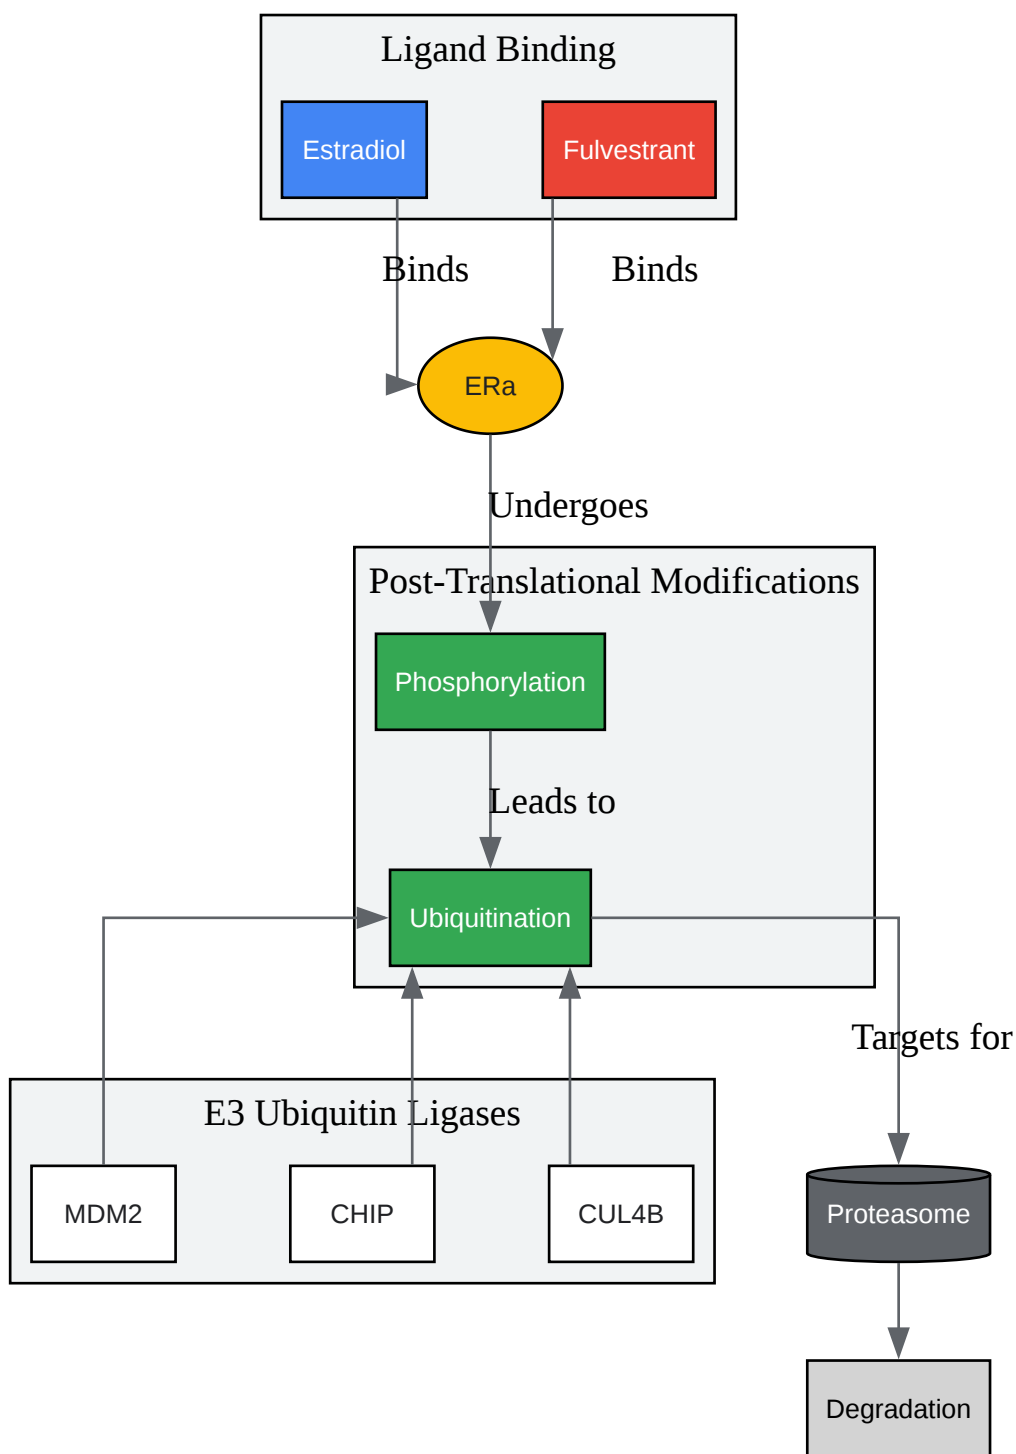 Ligand Binding
Estradiol
Fulvestrant
Binds
Binds
ERa
Undergoes
Post-Translational Modifications
Phosphorylation
Leads to
Ubiquitination
Targets for
E3 Ubiquitin Ligases
MDM2
CHIP
CUL4B
Proteasome
Degradation